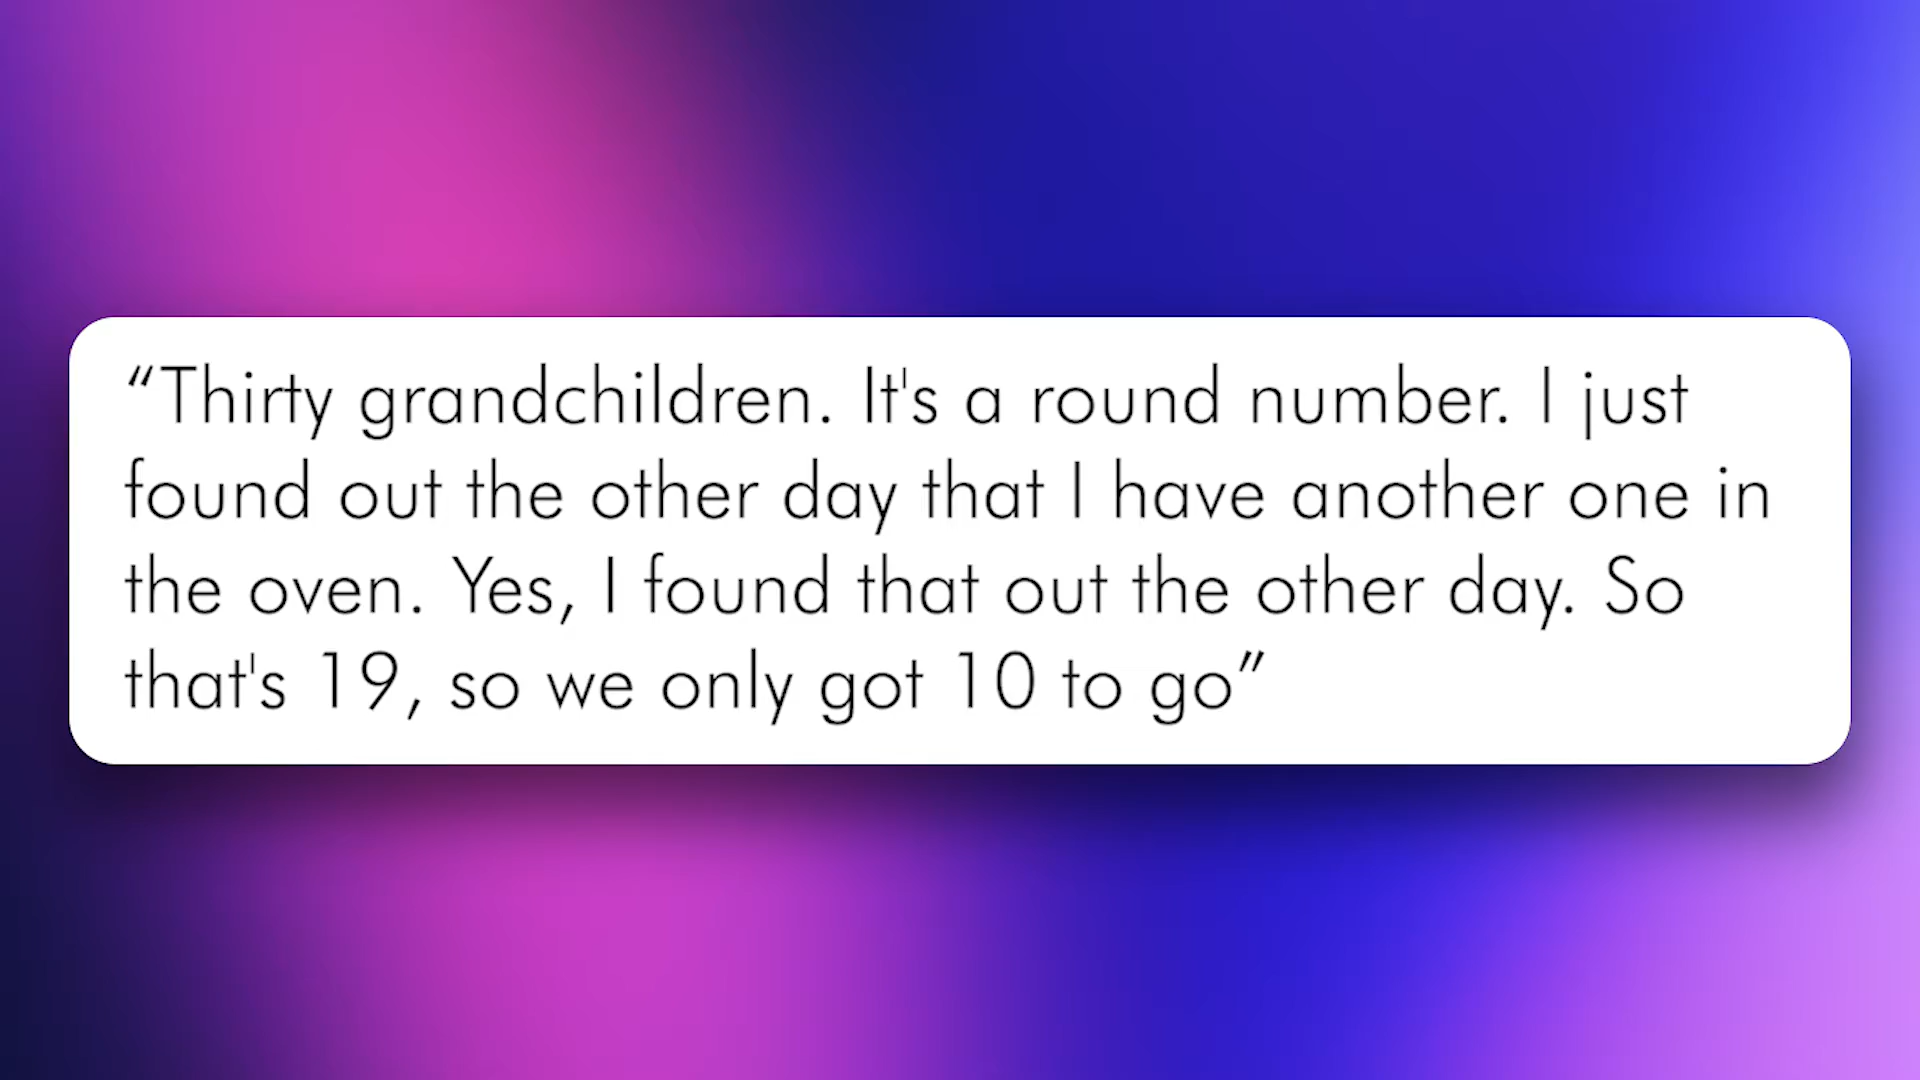 “Thirty grandchildren. It's a round number. I just
found out the other day that I have another one in
the oven. Yes, I found that out the other day. So
that's 19, so we only got 10 to go”